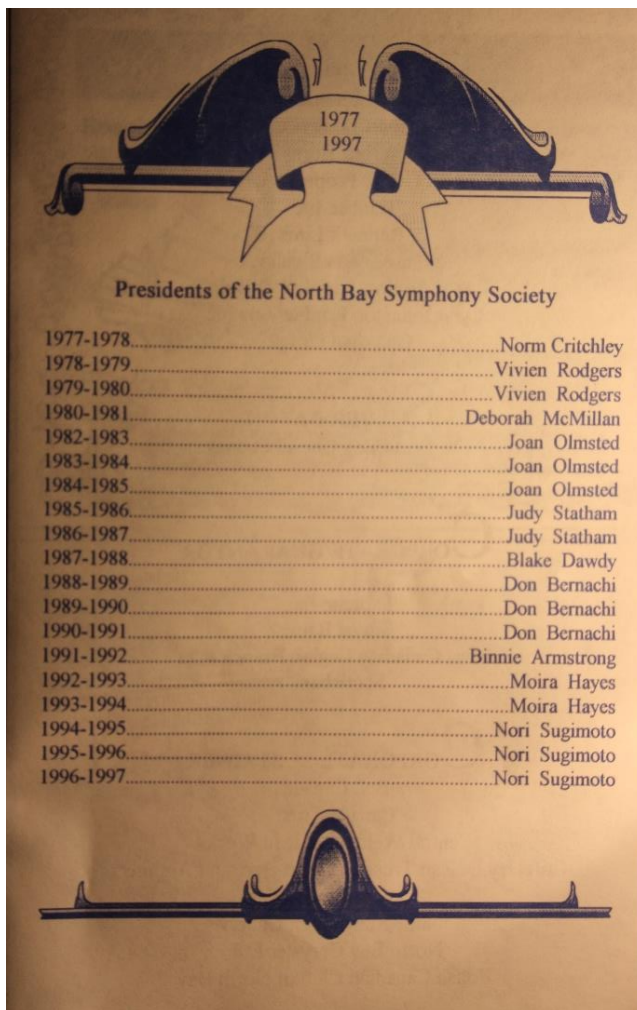 1977
1997
Presidents of the North Bay Symphony Society
1977-1978..........Norm Critchley
1978-1979..........Vivien Rodgers
1979-1980..........Vivien Rodgers
1980-1981..........Deborah McMillan
1982-1983..........Joan Olmsted
1983-1984..........Joan Olmsted
1984-1985..........Joan Olmsted
1985-1986..........Judy Statham
1986-1987..........Judy Statham
1987-1988..........Blake Dawdy
1988-1989..........Don Bernachi
1989-1990..........Don Bernachi
1990-1991..........Don Bernachi
1991-1992..........Binnie Armstrong
1992-1993..........Moira Hayes
1993-1994..........Moira Hayes
1994-1995..........Nori Sugimoto
1995-1996..........Nori Sugimoto
1996-1997..........Nori Sugimoto